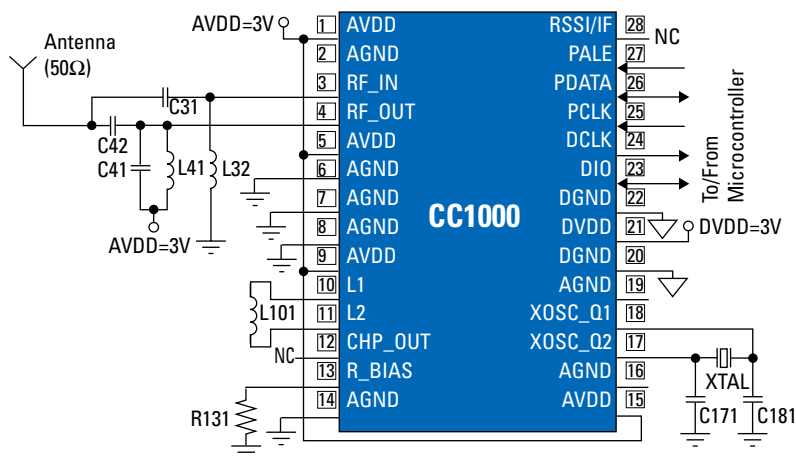 AVDD=3V
Antenna
(50Ω)
C31
C42
C41
L41
L32
AVDD=3V
L101
NC
R131
1 AVDD
2 AGND
3 RF_IN
4 RF_OUT
5 AVDD
6 AGND
7 AGND
8 AGND
9 AVDD
10 L1
11 L2
12 CHP_OUT
13 R_BIAS
14 AGND
CC1000
RSSI/IF 28
PALE 27
PDATA 26
PCLK 25
DCLK 24
DIO 23
DGND 22
DVDD 21
DGND 20
AGND 19
XOSC_Q1 18
XOSC_Q2 17
AGND 16
AVDD 15
NC
To/From
Microcontroller
DVDD=3V
XTAL
C171
C181